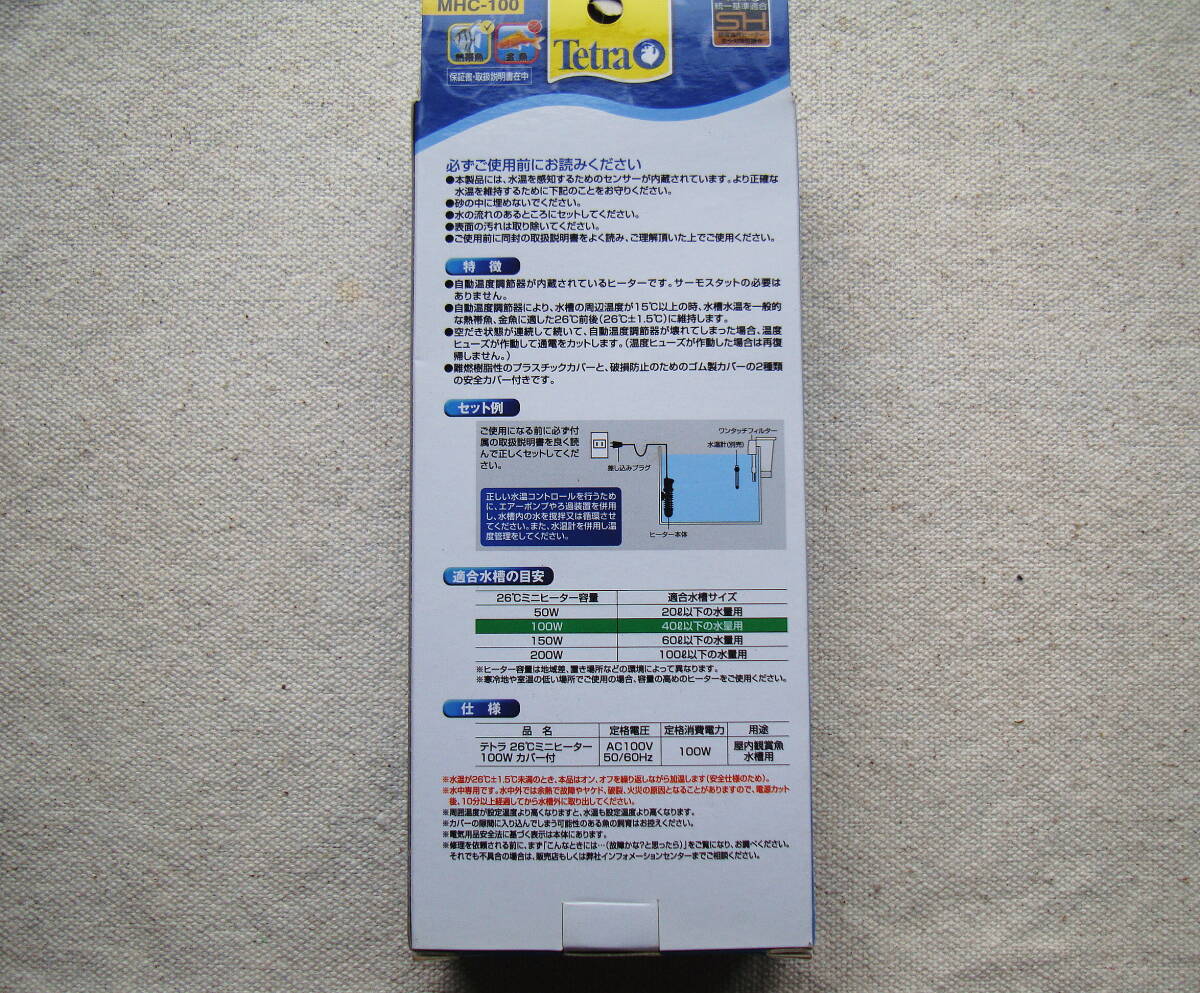 MHC-100
熱帯魚
金魚
保証書・取扱説明書在中
Tetra
統一基準適合
SH
必ずご使用前にお読みください
●本製品には、水温を感知するためのセンサーが内蔵されています。より正確な
水温を維持するために下記のことをお守りください。
●砂の中に埋めないでください。
●水の流れのあるところにセットしてください。
●表面の汚れは取り除いてください。
●ご使用前に同封の取扱説明書をよく読み、ご理解頂いた上でご使用ください。
特徴
●自動温度調節器が内蔵されているヒーターです。サーモスタットの必要は
ありません。
●自動温度調節器により、水槽の周辺温度が15℃以上の時、水槽水温を一般的
な熱帯魚、金魚に適した26℃前後(26℃±1.5℃)に維持します。
●空だき状態が連続して続いて、自動温度調節器が壊れてしまった場合、温度
ヒューズが作動して通電をカットします。(温度ヒューズが作動した場合は再復
帰しません。)
●難燃樹脂性のプラスチックカバーと、破損防止のためのゴム製カバーの2種類
の安全カバー付きです。
セット例
ご使用になる前に必ず付
属の取扱説明書を良く読
んで正しくセットしてくだ
さい。
正しい水温コントロールを行うため
に、エアーポンプやろ過装置を併用
し、水槽内の水を撹拌又は循環させ
てください。また、水温計を併用し温
度管理をしてください。
差し込みプラグ
ワンタッチフィルター
水温計(別売)
ヒーター本体
適合水槽の目安
26℃ミニヒーター容量 適合水槽サイズ
50W 20ℓ以下の水量用
100W 40ℓ以下の水量用
150W 60ℓ以下の水量用
200W 100ℓ以下の水量用
※ヒーター容量は地域差、置き場所などの環境によって異なります。
※寒冷地や室温の低い場所でご使用の場合、容量の高めのヒーターをご使用ください。
仕様
品名 定格電圧 定格消費電力 用途
テトラ 26℃ミニヒーター
100W カバー付
AC100V
50/60Hz
100W
屋内観賞魚
水槽用
※水温が26℃±1.5℃未満のとき、本品はオン、オフを繰り返しながら加温します(安全仕様のため)。
※水中専用です。水中外では余熱で故障やヤケド、破裂、火災の原因となることがありますので、電源カット
後、10分以上経過してから水槽外に取り出してください。
※周囲温度が設定温度より高くなりますと、水温も設定温度より高くなります。
※カバーの隙間に入り込んでしまう可能性のある魚の飼育はお控えください。
※電気用品安全法に基づく表示は本体にあります。
※修理を依頼される前に、まず「こんなときには…(故障かな?と思ったら)」をご覧になり、お調べください。
それでも不具合の場合は、販売店もしくは弊社インフォメーションセンターまでご相談ください。